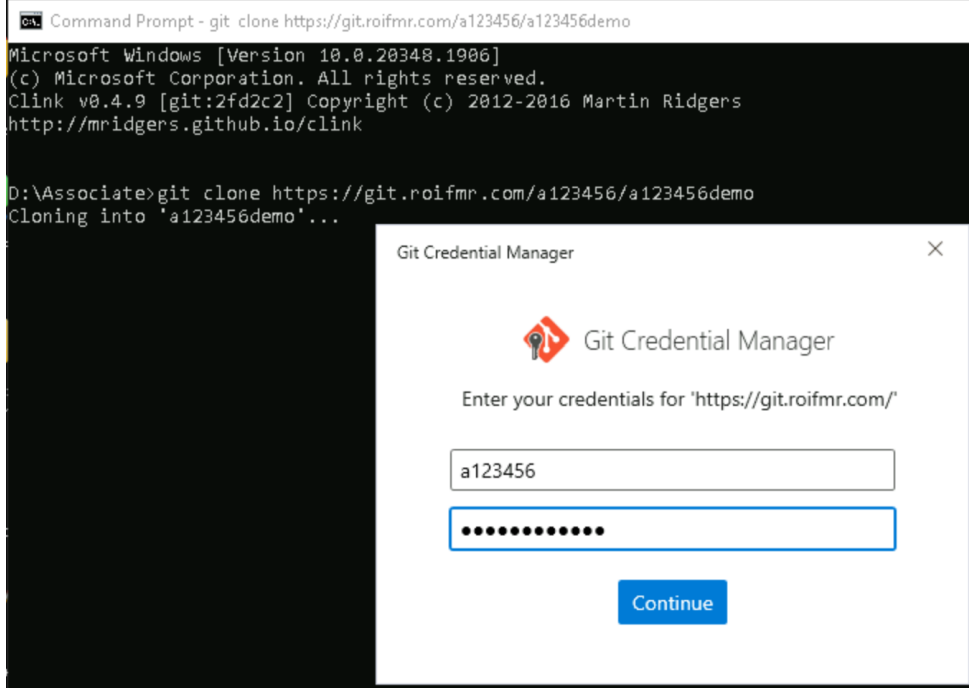 Command Prompt - git  clone https://git.roifmr.com/a123456/a123456demo
Microsoft Windows [Version 10.0.20348.1906]
(c) Microsoft Corporation. All rights reserved.
Clink v0.4.9 [git:2fd2c2] Copyright (c) 2012-2016 Martin Ridgers
http://mridgers.github.io/clink
D:\Associate>git clone https://git.roifmr.com/a123456/a123456demo
Cloning into 'a123456demo'...
Git Credential Manager
Git Credential Manager
Enter your credentials for 'https://git.roifmr.com/'
a123456
●●●●●●●●●●●●
Continue